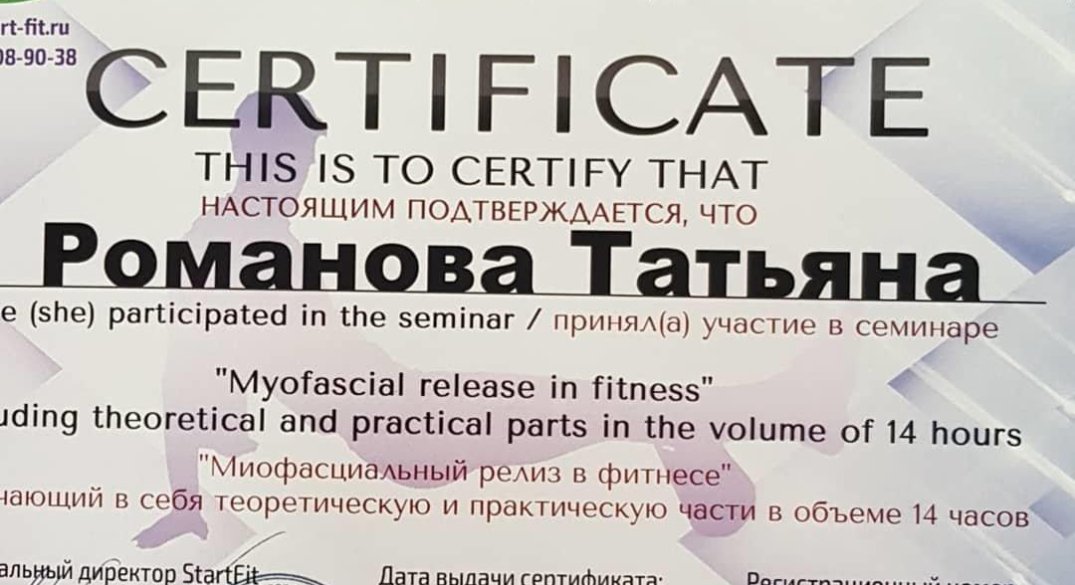 rt-fit.ru
08-90-38
CERTIFICATE
THIS IS TO CERTIFY THAT
НАСТОЯЩИМ ПОДТВЕРЖДАЕТСЯ, ЧТО
Романова Татьяна
e (she) participated in the seminar / принял(а) участие в семинаре
"Myofascial release in fitness"
uding theoretical and practical parts in the volume of 14 hours
"Миофасциальный релиз в фитнесе"
чающий в себя теоретическую и практическую части в объеме 14 часов
альный директор StartFit
Дата выдачи сертификата: